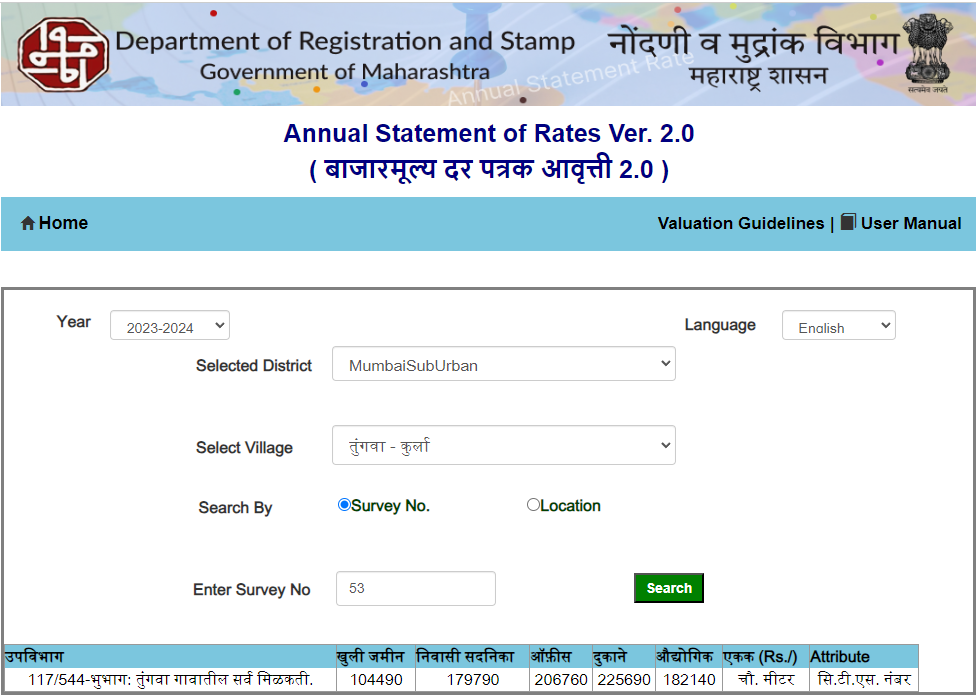 Department of Registration and Stamp
Government of Maharashtra
नोंदणी व मुद्रांक विभाग
महाराष्ट्र शासन
Annual Statement Rate
सत्यमेव जयते
Annual Statement of Rates Ver. 2.0
( बाजारमूल्य दर पत्रक आवृत्ती 2.0 )
Home Valuation Guidelines | User Manual
Year 2023-2024 Language English
Selected District MumbaiSubUrban
Select Village तुंगवा - कुर्ला
Search By Survey No. Location
Enter Survey No 53 Search
उपविभाग खुली जमीन निवासी सदनिका ऑफ़ीस दुकाने औद्योगिक एकक (Rs./) Attribute
117/544-भुभाग: तुंगवा गावातील सर्व मिळकती. 104490 179790 206760 225690 182140 चौ. मीटर सि.टी.एस. नंबर